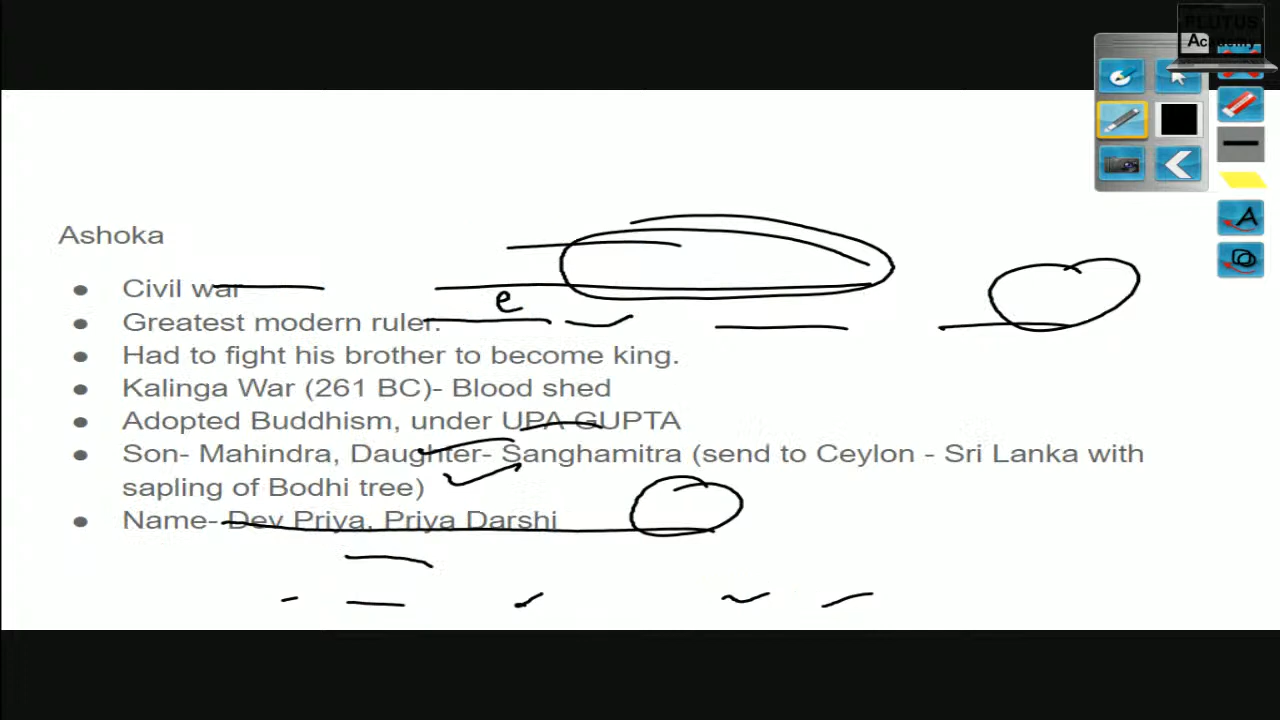 PLUTUS
Academy
Ashoka
● Civil war
e
● Greatest modern ruler.
● Had to fight his brother to become king.
● Kalinga War (261 BC)- Blood shed
● Adopted Buddhism, under UPA GUPTA
● Son- Mahindra, Daughter- Sanghamitra (send to Ceylon - Sri Lanka with
sapling of Bodhi tree)
● Name- Dev Priya, Priya Darshi
A